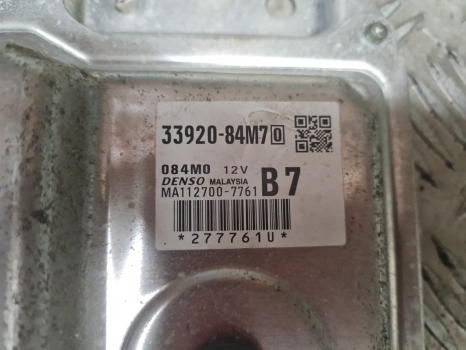 33920-84M70
084M0 12V
DENSO MALAYSIA
MA112700-7761 B7
*277761U*